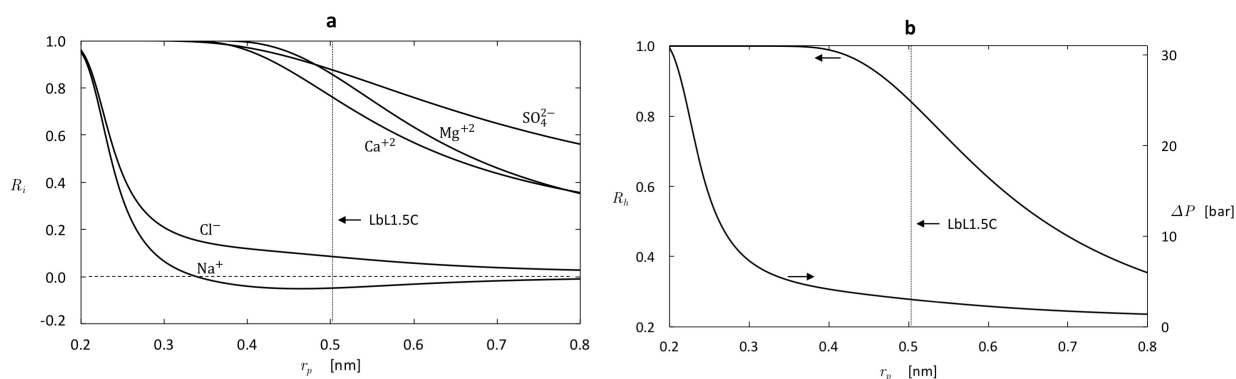 a
1.0
0.8
0.6
0.4
0.2
0.0
-0.2
R_i
SO₄²⁻
Mg⁺²
Ca⁺²
LbL1.5C
Cl⁻
Na⁺
0.2 0.3 0.4 0.5 0.6 0.7 0.8
r_p [nm]
b
1.0
0.8
0.6
0.4
0.2
R_h
LbL1.5C
30
20
10
0
ΔP [bar]
0.2 0.3 0.4 0.5 0.6 0.7 0.8
r_p [nm]